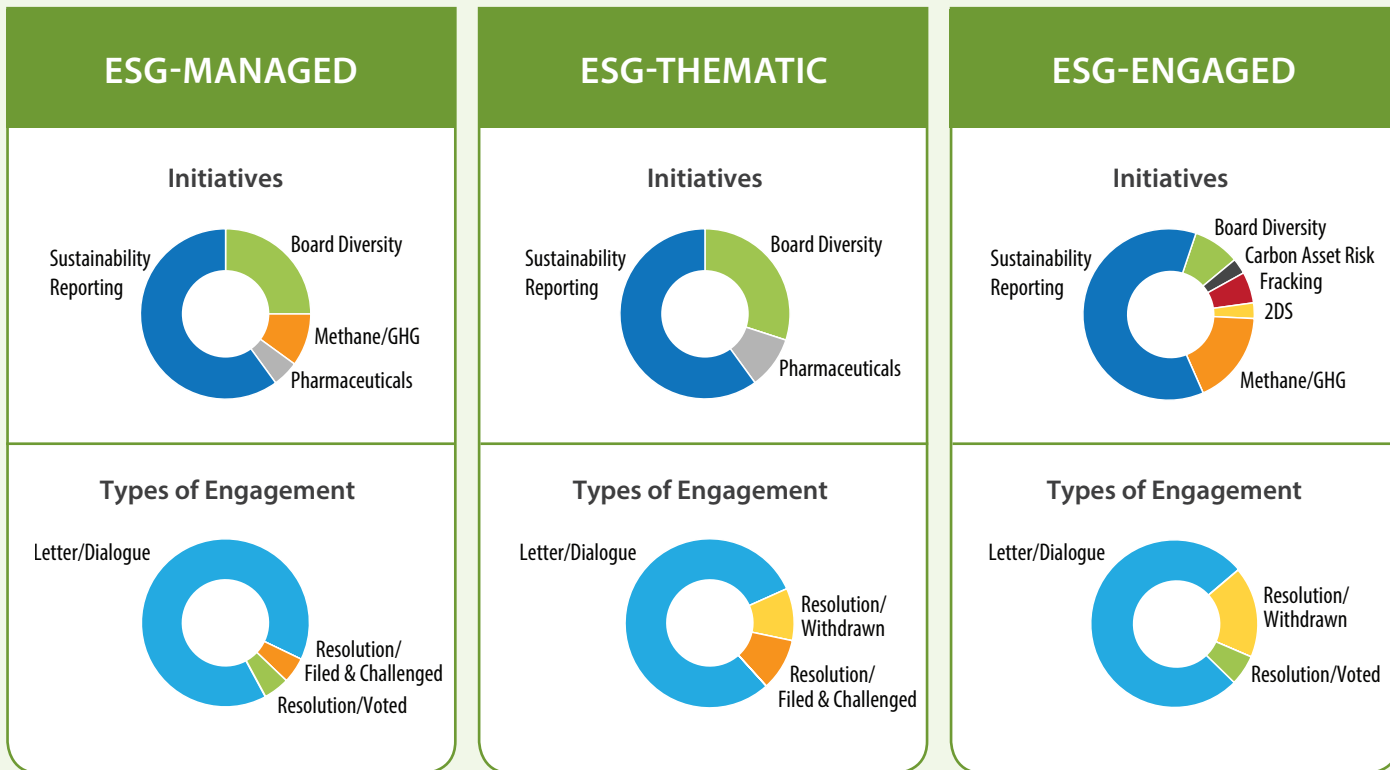 ESG-MANAGED
Initiatives
Sustainability
Reporting
Board Diversity
Methane/GHG
Pharmaceuticals
Types of Engagement
Letter/Dialogue
Resolution/
Filed & Challenged
Resolution/Voted
ESG-THEMATIC
Initiatives
Sustainability
Reporting
Board Diversity
Pharmaceuticals
Types of Engagement
Letter/Dialogue
Resolution/
Withdrawn
Resolution/
Filed & Challenged
ESG-ENGAGED
Initiatives
Sustainability
Reporting
Board Diversity
Carbon Asset Risk
Fracking
2DS
Methane/GHG
Types of Engagement
Letter/Dialogue
Resolution/
Withdrawn
Resolution/Voted